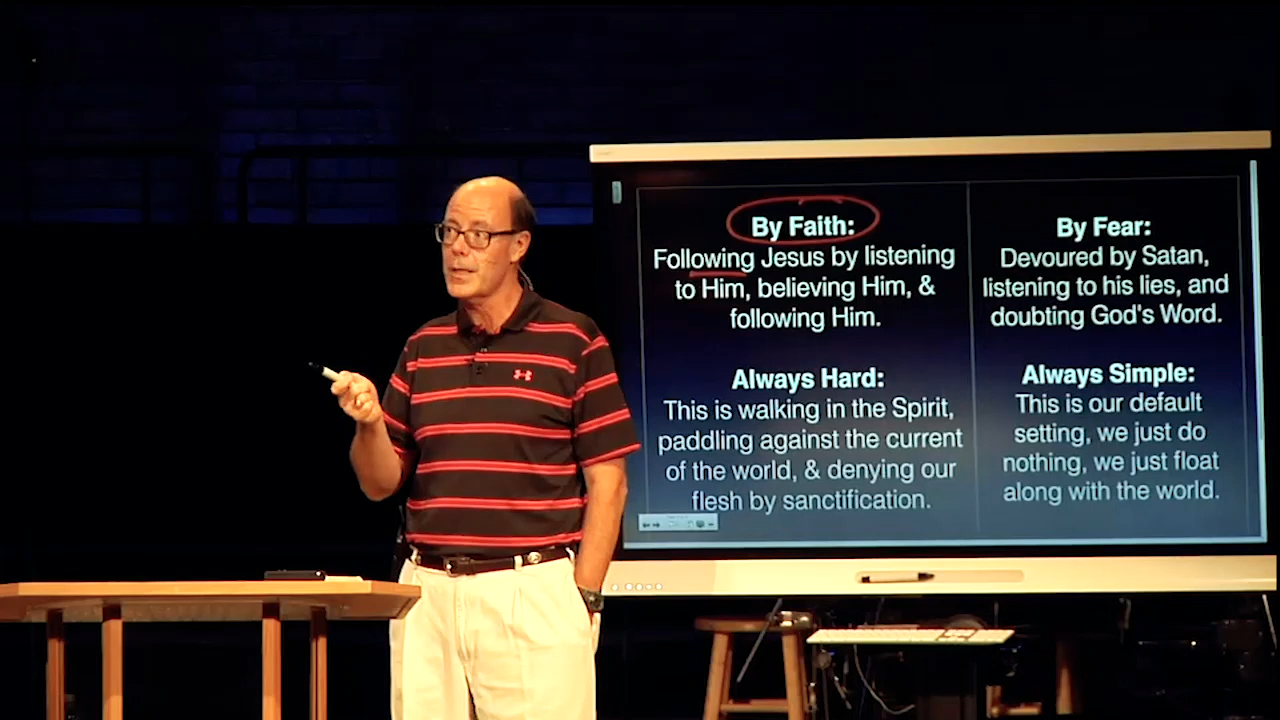 By Faith:
Following Jesus by listening
to Him, believing Him, &
following Him.
Always Hard:
This is walking in the Spirit,
paddling against the current
of the world, & denying our
flesh by sanctification.
By Fear:
Devoured by Satan,
listening to his lies, and
doubting God's Word.
Always Simple:
This is our default
setting, we just do
nothing, we just float
along with the world.